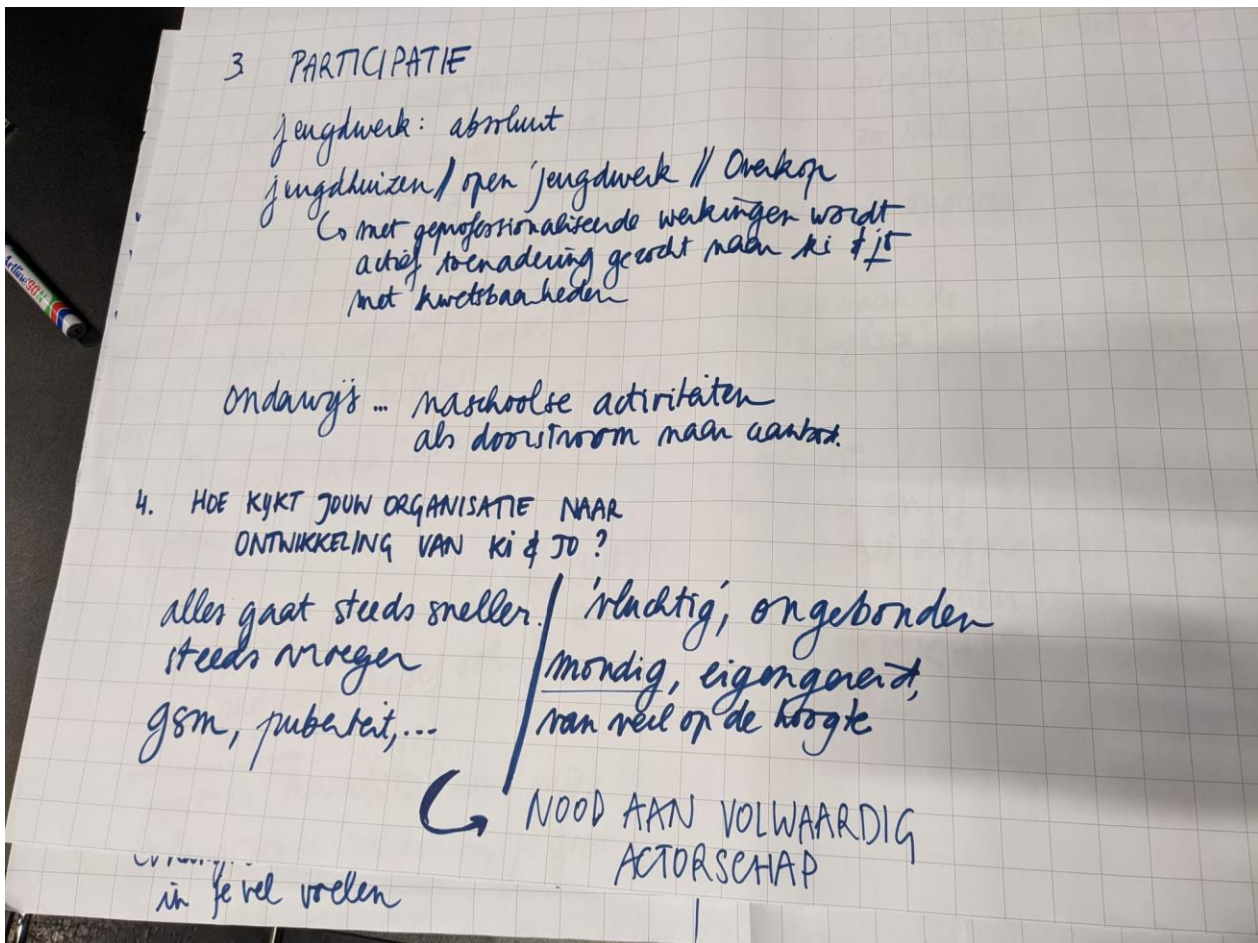 3. PARTICIPATIE
jeugdwerk: absoluut
jeugdhuizen // open jeugdwerk // Overkop
↳ met geprofessionaliseerde werkingen wordt
actief toenadering gezocht naar ki & jo
met kwetsbaarheden
onderwijs ... naschoolse activiteiten
als doorstroom naar aanbod.
4. HOE KIJKT JOUW ORGANISATIE NAAR
ONTWIKKELING VAN Ki & JO?
alles gaat steeds sneller.
steeds vroeger
gsm, puberteit,...
'vluchtig', ongebonden
mondig, eigengereid,
van veel op de hoogte
NOOD AAN VOLWAARDIG
ACTORSCHAP
in je vel voelen
Artline 90